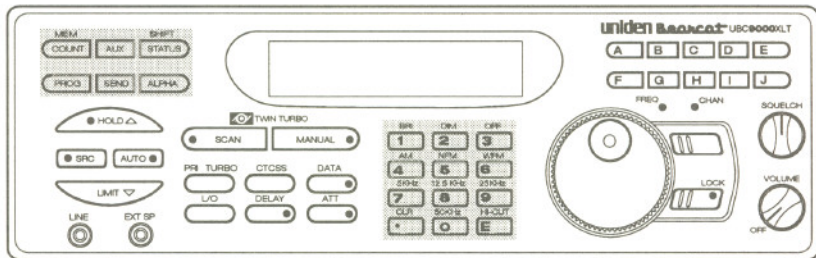 MEM SHIFT
COUNT AUX STATUS
PROG SEND ALPHA
uniden Bearcat UBC9000XLT
A B C D E
F G H I J
FREQ CHAN
SQUELCH
HOLD
TWIN TURBO
SCAN MANUAL
SRC AUTO
PRI TURBO CTCSS DATA
LIMIT
L/O DELAY ATT
LINE EXT SP
BRI DIM OFF
1 2 3
AM NFM WFM
4 5 6
5KHz 12.5 KHz 25KHz
7 8 9
CLR 50KHz HI-CUT
. 0 E
LOCK
VOLUME
OFF